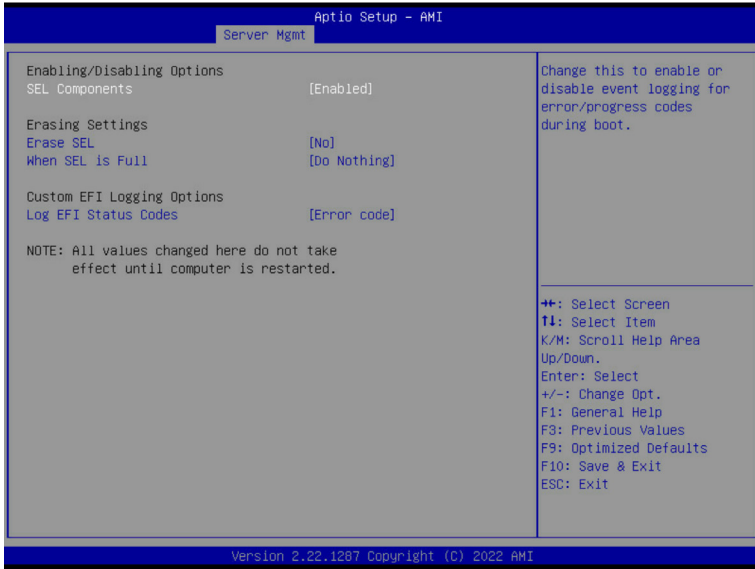 Aptio Setup – AMI
Server Mgmt
Enabling/Disabling Options
SEL Components [Enabled]
Erasing Settings
Erase SEL [No]
When SEL is Full [Do Nothing]
Custom EFI Logging Options
Log EFI Status Codes [Error code]
NOTE: All values changed here do not take
effect until computer is restarted.
Change this to enable or
disable event logging for
error/progress codes
during boot.
→←: Select Screen
↑↓: Select Item
K/M: Scroll Help Area
Up/Down.
Enter: Select
+/-: Change Opt.
F1: General Help
F3: Previous Values
F9: Optimized Defaults
F10: Save & Exit
ESC: Exit
Version 2.22.1287 Copyright (C) 2022 AMI